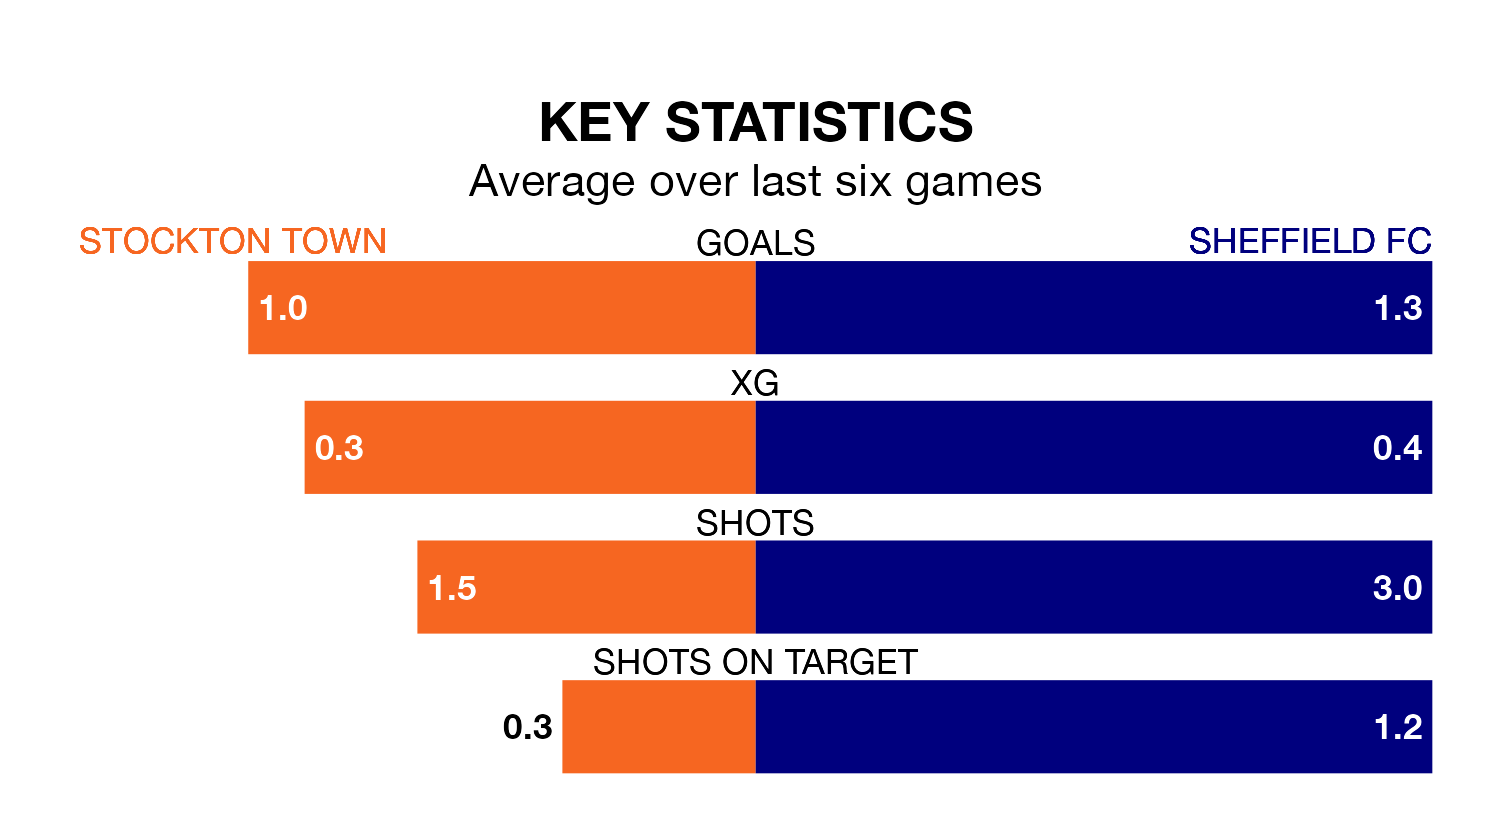 KEY STATISTICS
Average over last six games
STOCKTON TOWN GOALS SHEFFIELD FC
1.0 1.3
XG
0.3 0.4
SHOTS
1.5 3.0
SHOTS ON TARGET
0.3 1.2